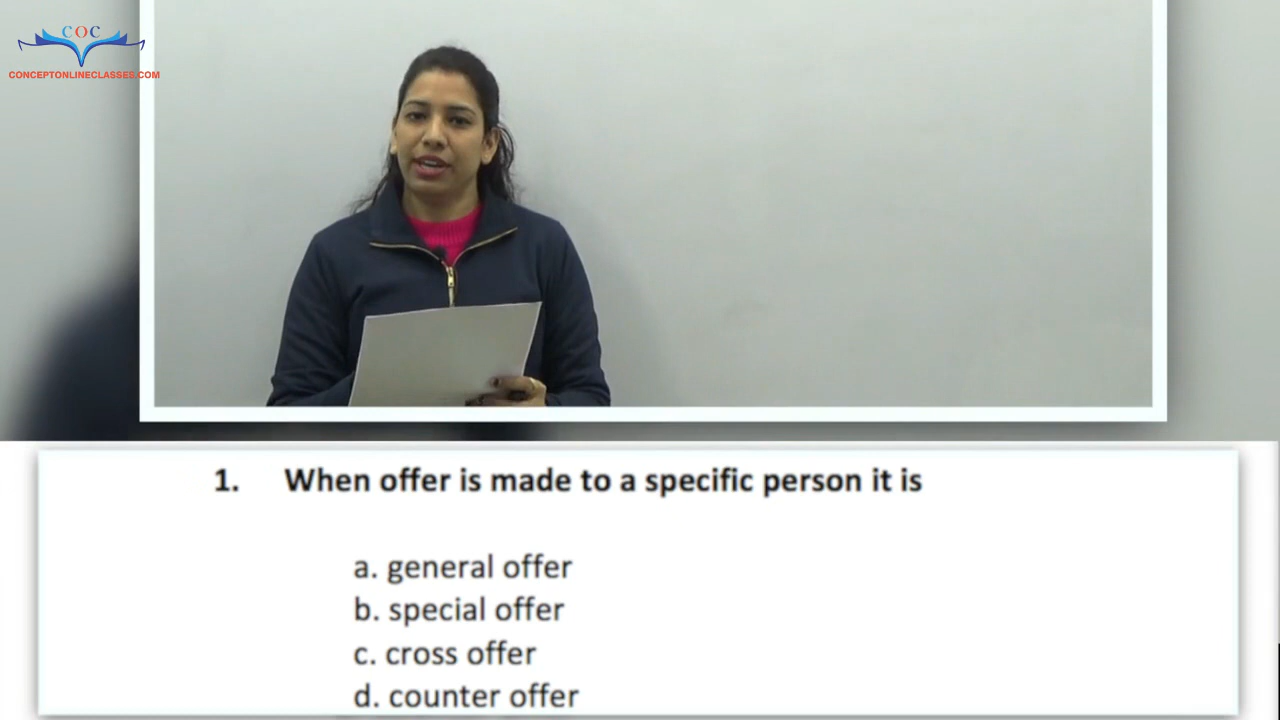 COC
CONCEPTONLINECLASSES.COM
1. When offer is made to a specific person it is
a. general offer
b. special offer
c. cross offer
d. counter offer